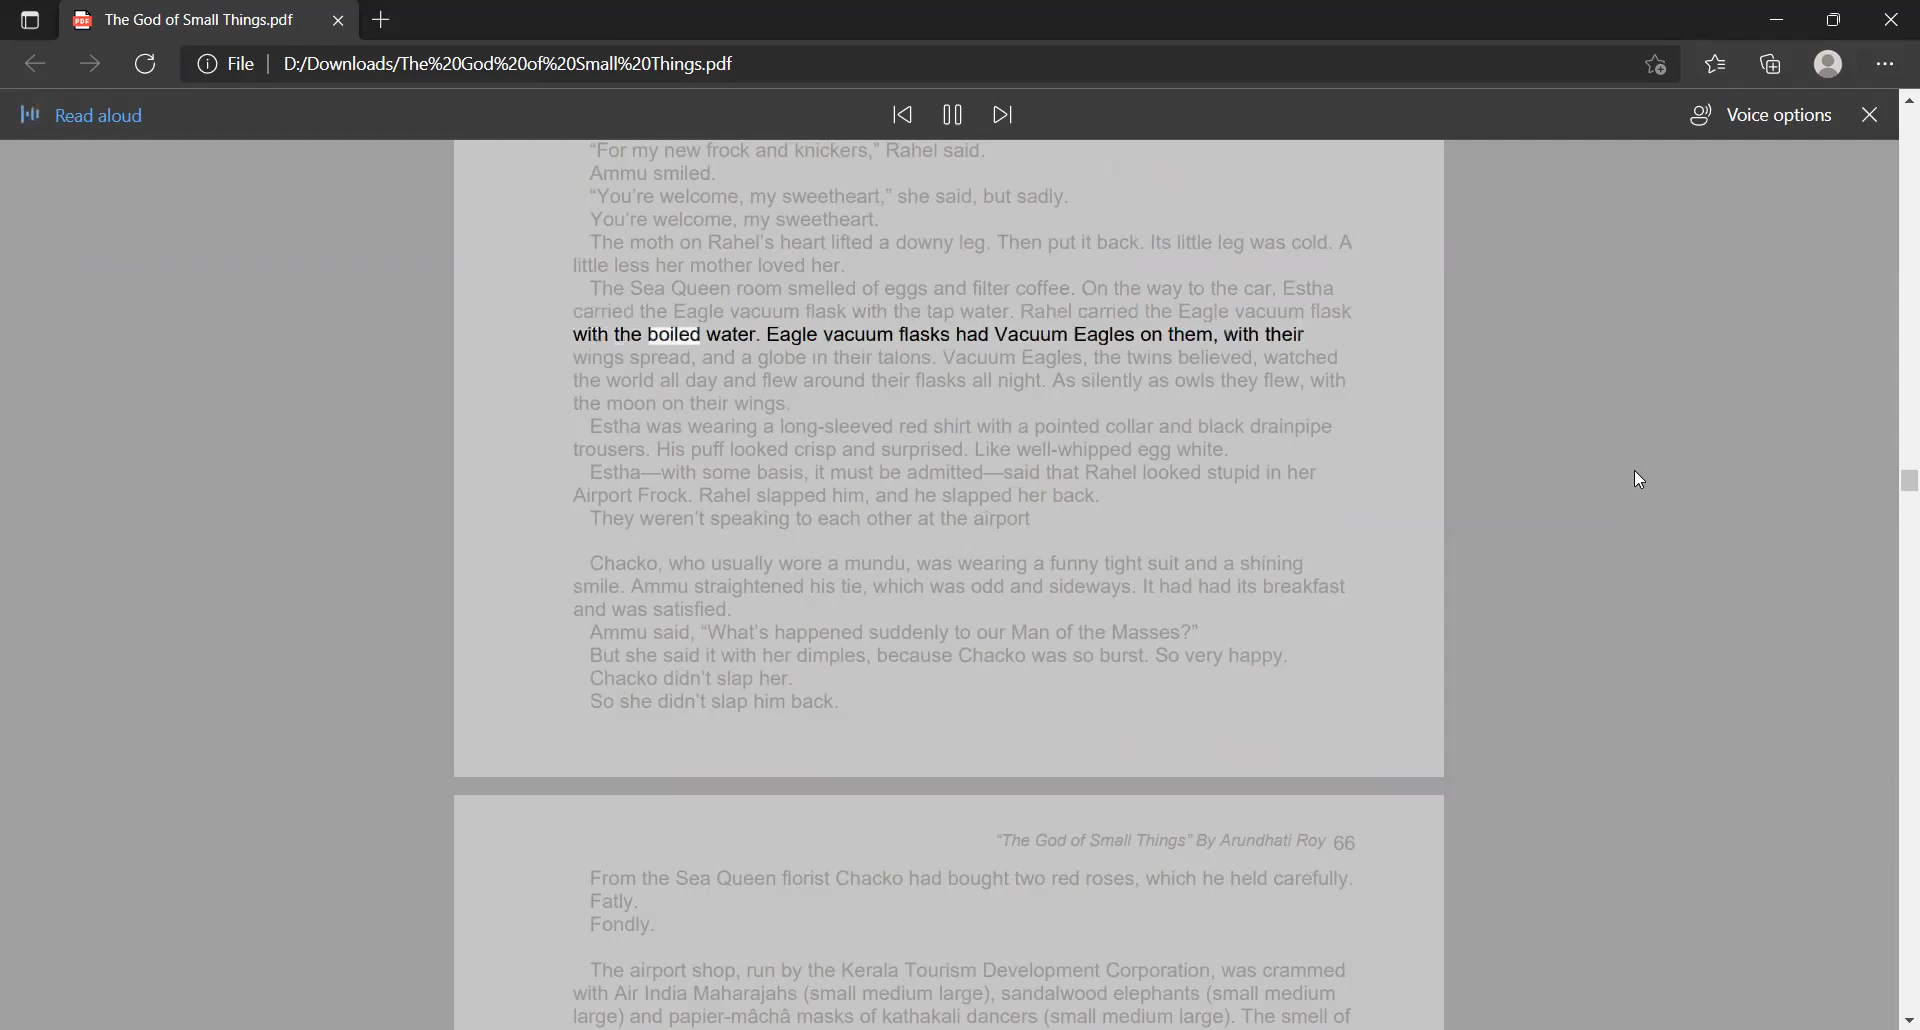 The God of Small Things.pdf
File | D:/Downloads/The%20God%20of%20Small%20Things.pdf
Read aloud
Voice options
“For my new frock and knickers,” Rahel said.
Ammu smiled.
“You’re welcome, my sweetheart,” she said, but sadly.
You’re welcome, my sweetheart.
The moth on Rahel’s heart lifted a downy leg. Then put it back. Its little leg was cold. A
little less her mother loved her.
The Sea Queen room smelled of eggs and filter coffee. On the way to the car, Estha
carried the Eagle vacuum flask with the tap water. Rahel carried the Eagle vacuum flask
with the boiled water. Eagle vacuum flasks had Vacuum Eagles on them, with their
wings spread, and a globe in their talons. Vacuum Eagles, the twins believed, watched
the world all day and flew around their flasks all night. As silently as owls they flew, with
the moon on their wings.
Estha was wearing a long-sleeved red shirt with a pointed collar and black drainpipe
trousers. His puff looked crisp and surprised. Like well-whipped egg white.
Estha—with some basis, it must be admitted—said that Rahel looked stupid in her
Airport Frock. Rahel slapped him, and he slapped her back.
They weren’t speaking to each other at the airport
Chacko, who usually wore a mundu, was wearing a funny tight suit and a shining
smile. Ammu straightened his tie, which was odd and sideways. It had had its breakfast
and was satisfied.
Ammu said, “What’s happened suddenly to our Man of the Masses?”
But she said it with her dimples, because Chacko was so burst. So very happy.
Chacko didn’t slap her.
So she didn’t slap him back.
“The God of Small Things” By Arundhati Roy 66
From the Sea Queen florist Chacko had bought two red roses, which he held carefully.
Fatly.
Fondly.
The airport shop, run by the Kerala Tourism Development Corporation, was crammed
with Air India Maharajahs (small medium large), sandalwood elephants (small medium
large) and papier-mâchâ masks of kathakali dancers (small medium large). The smell of